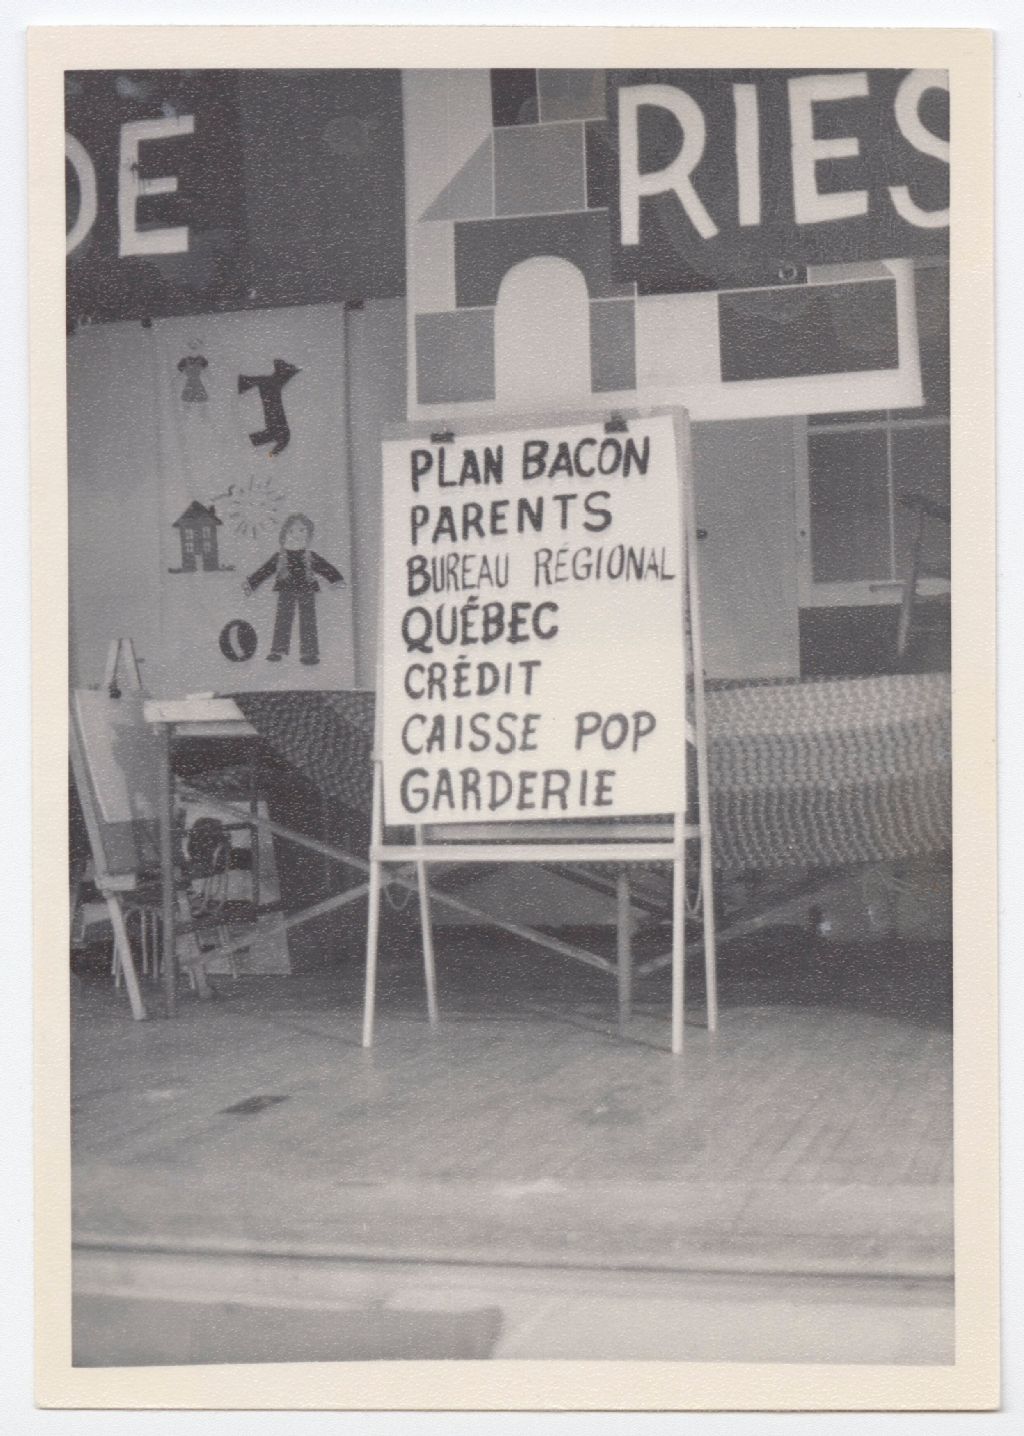 DE
RIES
PLAN BACON
PARENTS
BUREAU RÉGIONAL
QUÉBEC
CRÉDIT
CAISSE POP
GARDERIE